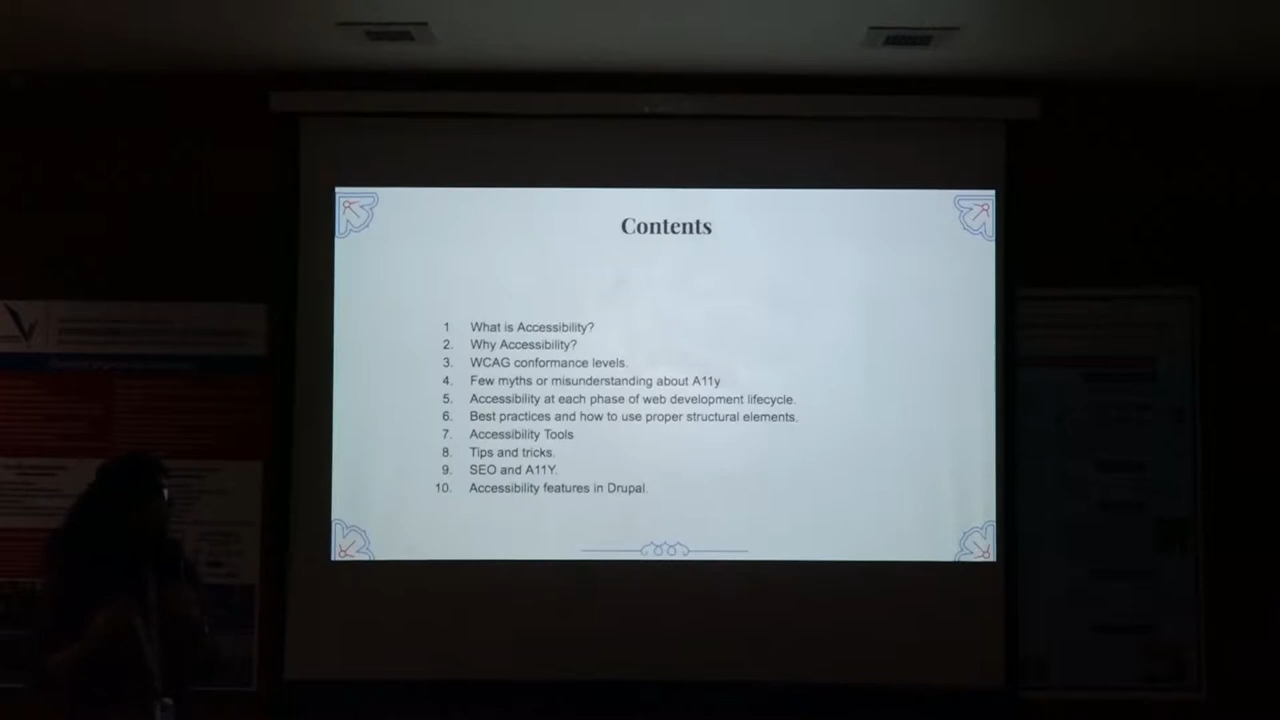 Contents
1 What is Accessibility?
2. Why Accessibility?
3. WCAG conformance levels.
4. Few myths or misunderstanding about A11y
5. Accessibility at each phase of web development lifecycle.
6. Best practices and how to use proper structural elements.
7. Accessibility Tools
8. Tips and tricks.
9. SEO and A11Y.
10. Accessibility features in Drupal.